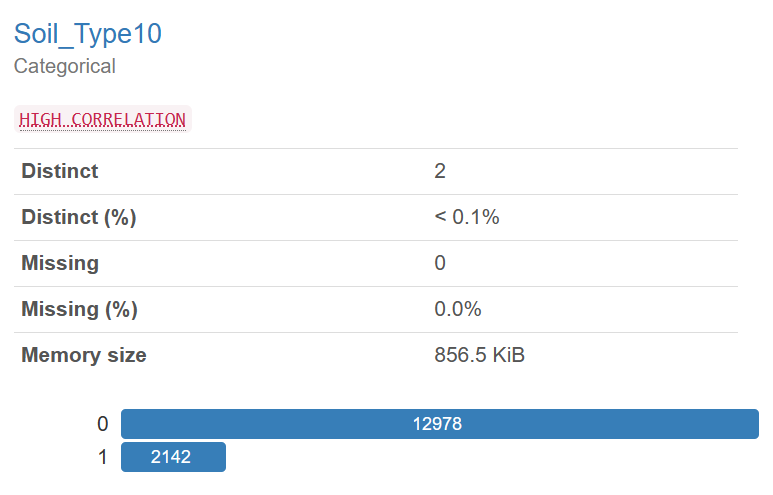 Soil_Type10
Categorical
HIGH CORRELATION
Distinct 2
Distinct (%) < 0.1%
Missing 0
Missing (%) 0.0%
Memory size 856.5 KiB
0 12978
1 2142